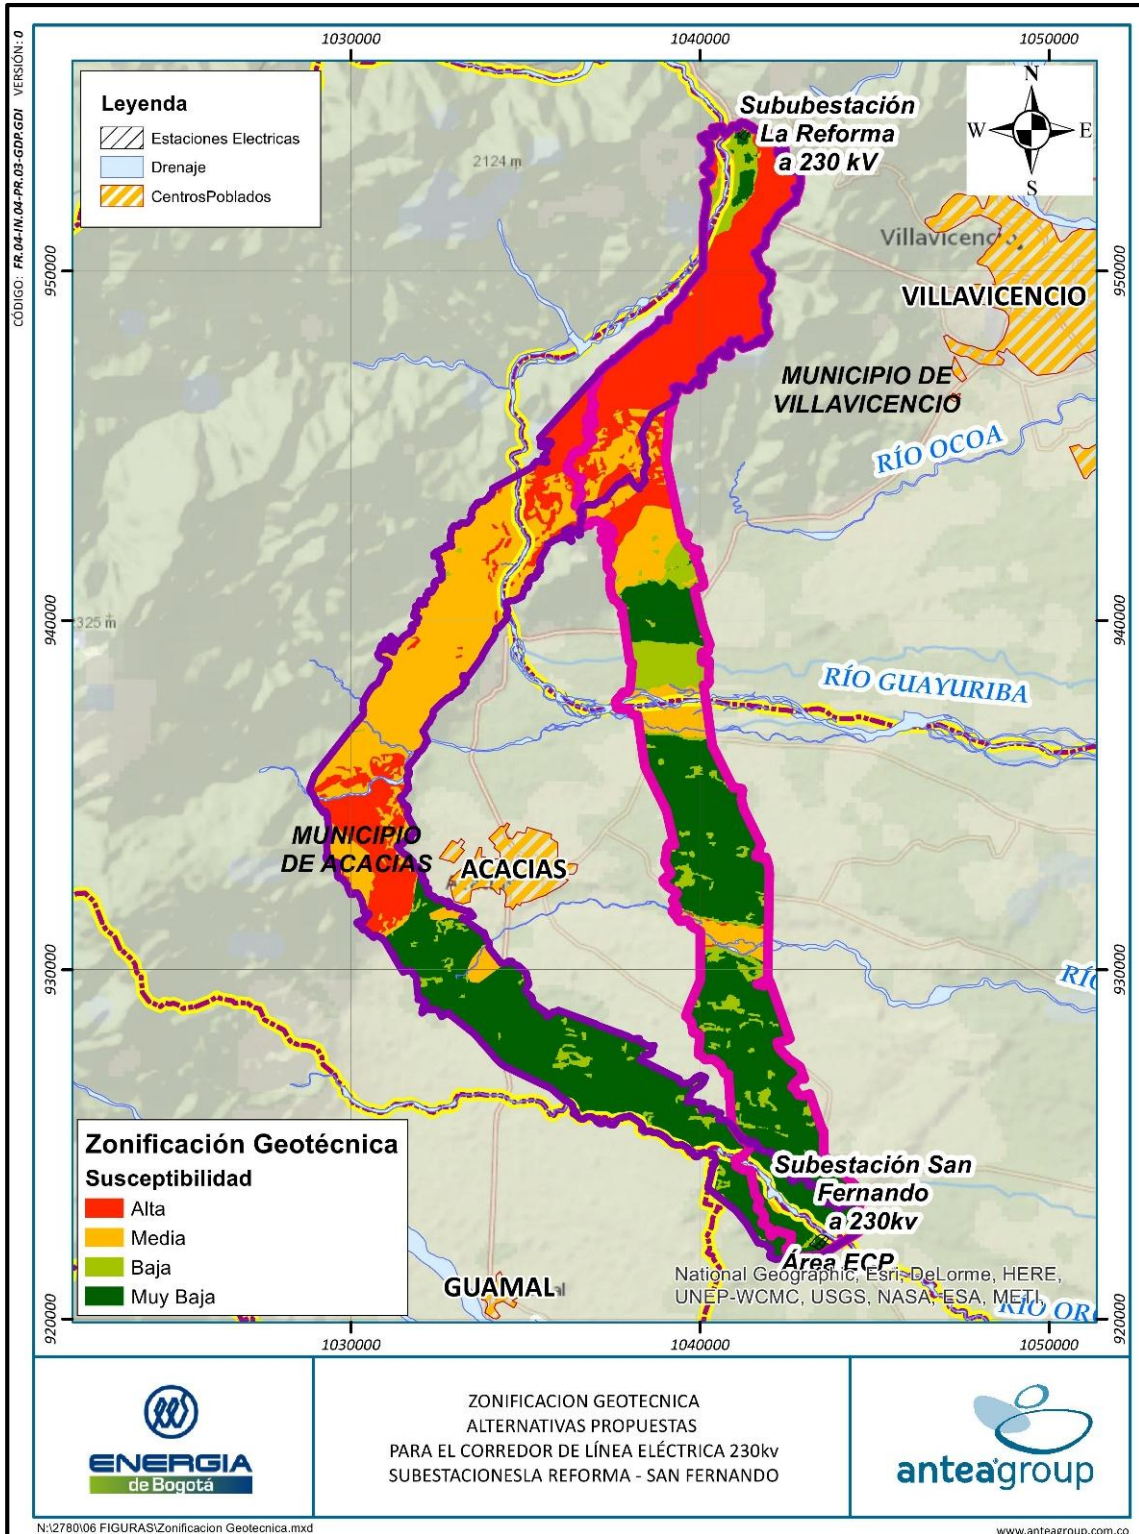 CÓDIGO: FR.04-IN.04-PR.03-GDP.GDI VERSIÓN: 0
1030000
1040000
1050000
Leyenda
Estaciones Electricas
Drenaje
CentrosPoblados
N
W
E
S
Sububestación
La Reforma
a 230 kV
2124 m
Villavicencio
VILLAVICENCIO
950000
950000
MUNICIPIO DE
VILLAVICENCIO
RÍO OCOA
940000
940000
325 m
RÍO GUAYURIBA
MUNICIPIO
DE ACACIAS
ACACIAS
930000
930000
RÍO
Zonificación Geotécnica
Susceptibilidad
Alta
Media
Baja
Muy Baja
Subestación San
Fernando
a 230kv
Área ECP
GUAMAL
National Geographic, Esri, DeLorme, HERE,
UNEP-WCMC, USGS, NASA, ESA, METI,
RÍO ORO
920000
920000
1030000
1040000
1050000
ENERGIA
de Bogotá
ZONIFICACION GEOTECNICA
ALTERNATIVAS PROPUESTAS
PARA EL CORREDOR DE LÍNEA ELÉCTRICA 230kv
SUBESTACIONESLA REFORMA - SAN FERNANDO
anteagroup
N:\2780\06 FIGURAS\Zonificacion Geotecnica.mxd
www.anteagroup.com.co